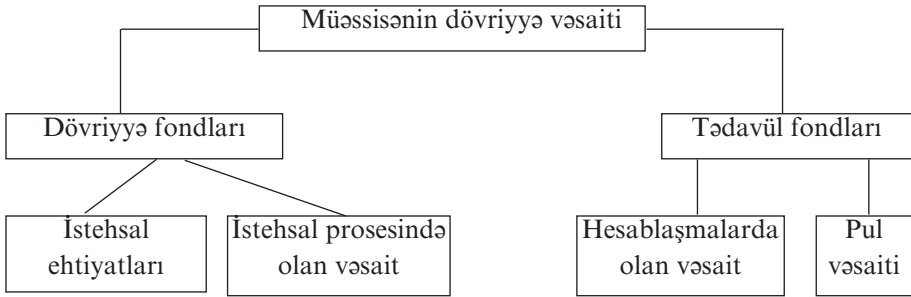 Müəssisənin dövriyyə vəsaiti
Dövriyyə fondları
Tədavül fondları
İstehsal
ehtiyatları
İstehsal prosesində
olan vəsait
Hesablaşmalarda
olan vəsait
Pul
vəsaiti